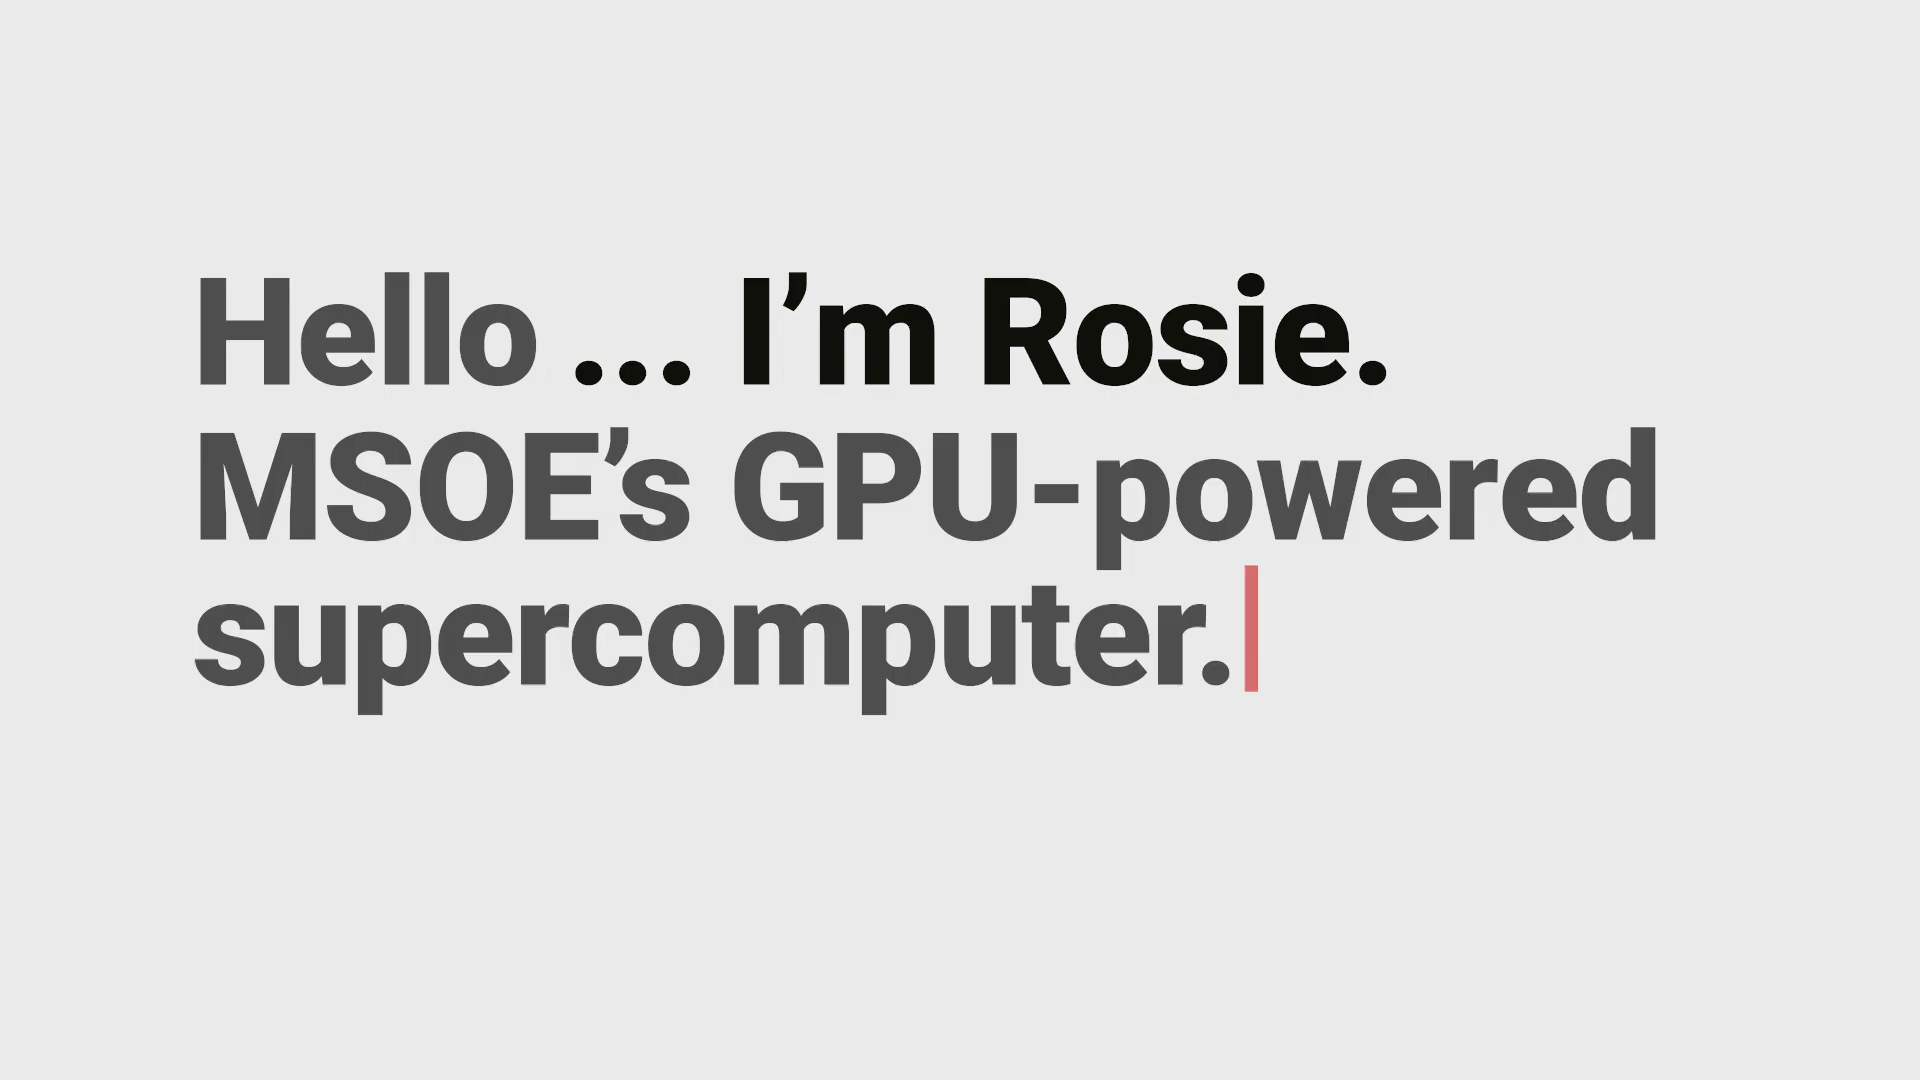 Hello ... I’m Rosie.
MSOE’s GPU-powered
supercomputer.